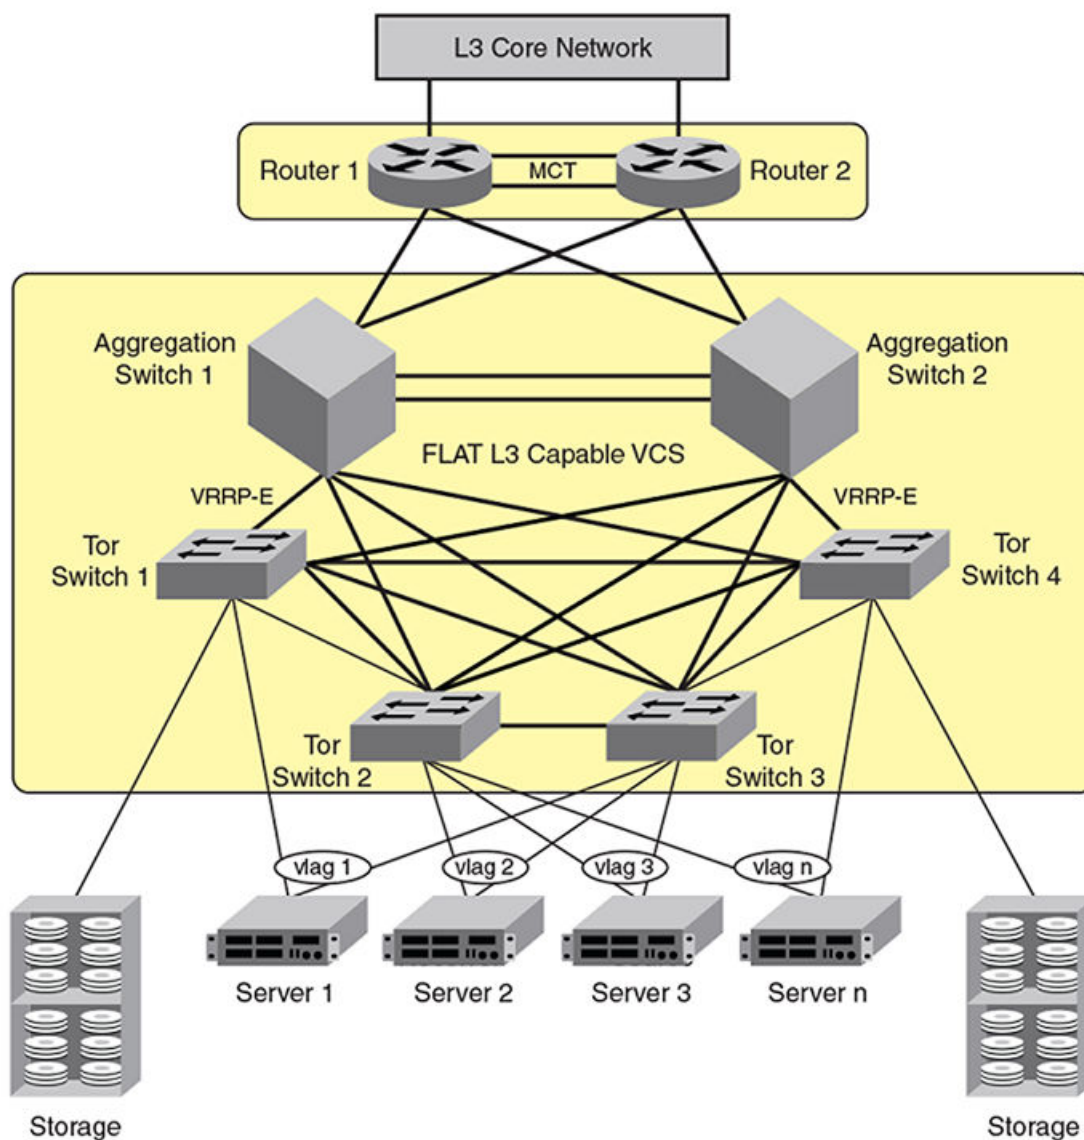 L3 Core Network
Router 1
MCT
Router 2
Aggregation
Switch 1
Aggregation
Switch 2
FLAT L3 Capable VCS
VRRP-E
VRRP-E
Tor
Switch 1
Tor
Switch 4
Tor
Switch 2
Tor
Switch 3
vlag 1
vlag 2
vlag 3
vlag n
Server 1
Server 2
Server 3
Server n
Storage
Storage